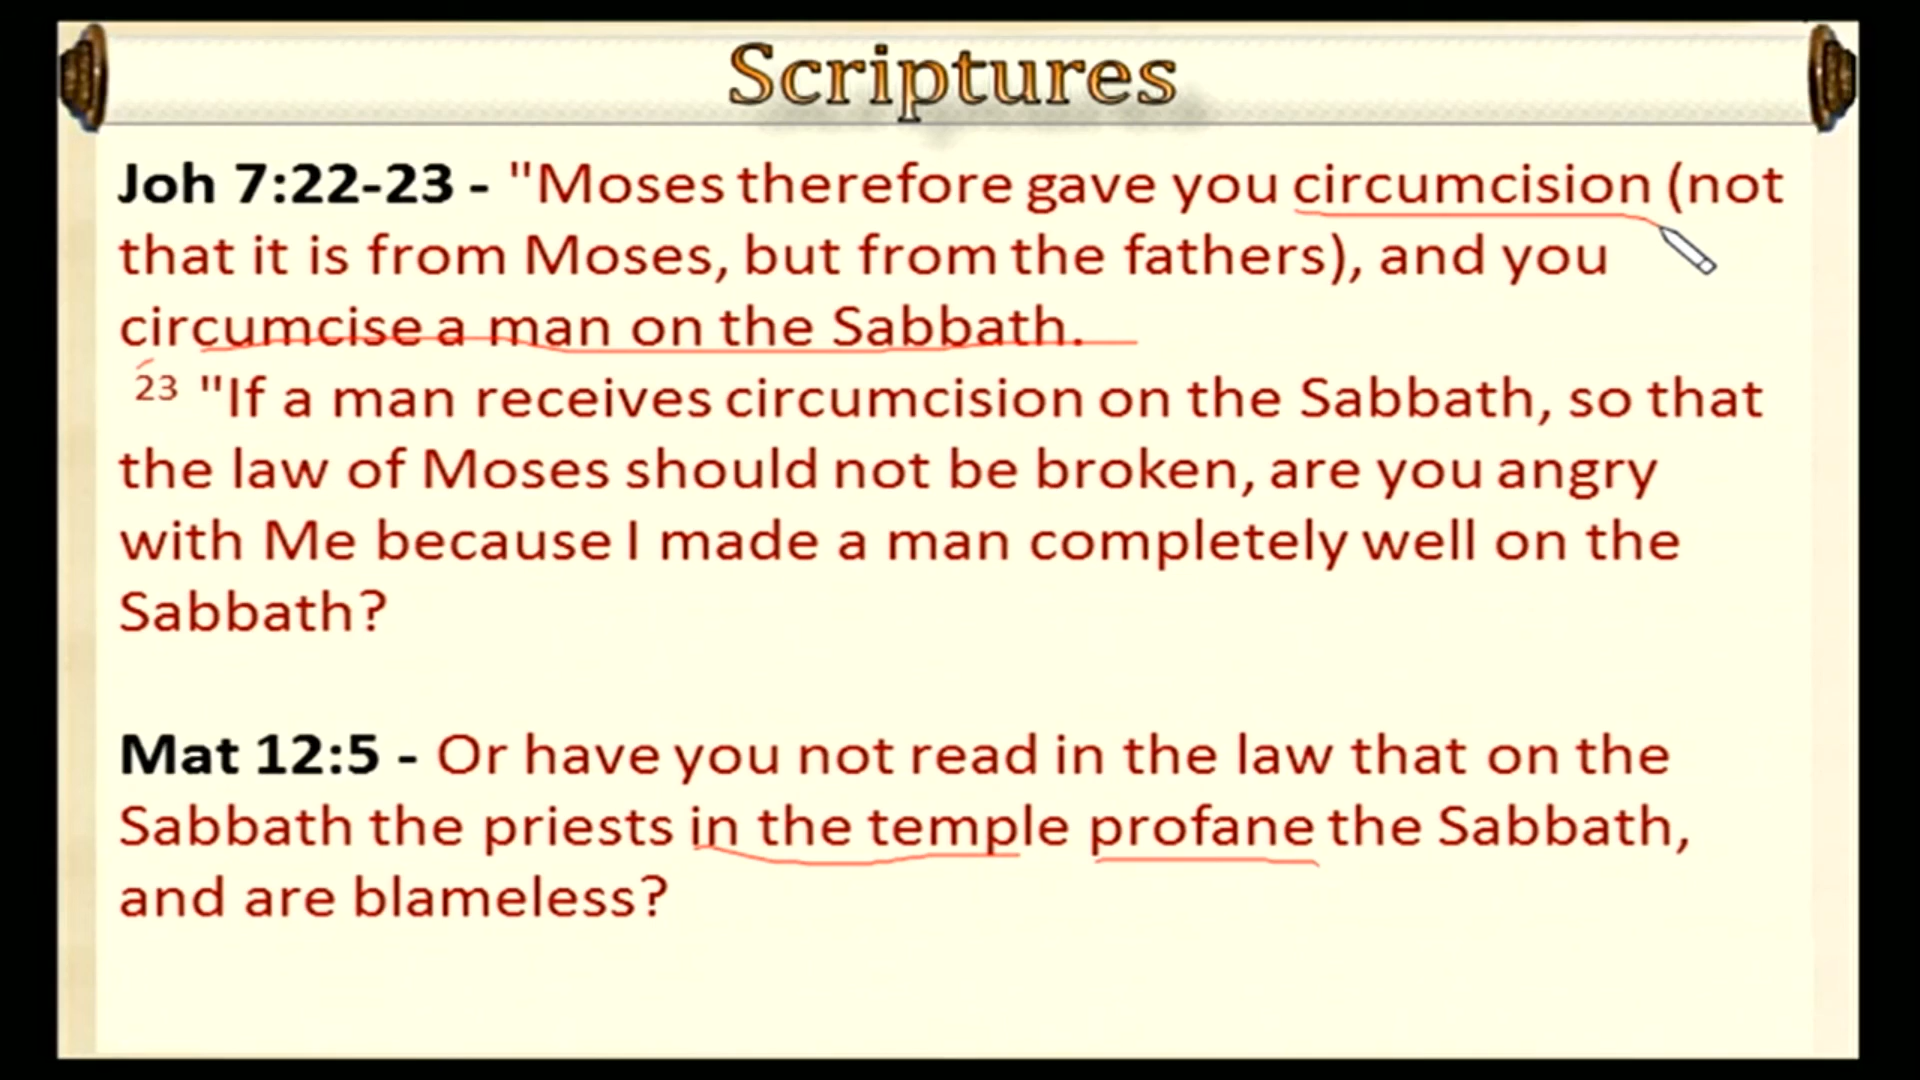 Scriptures
Joh 7:22-23 - "Moses therefore gave you circumcision (not
that it is from Moses, but from the fathers), and you
circumcise a man on the Sabbath.
23 "If a man receives circumcision on the Sabbath, so that
the law of Moses should not be broken, are you angry
with Me because I made a man completely well on the
Sabbath?
Mat 12:5 - Or have you not read in the law that on the
Sabbath the priests in the temple profane the Sabbath,
and are blameless?